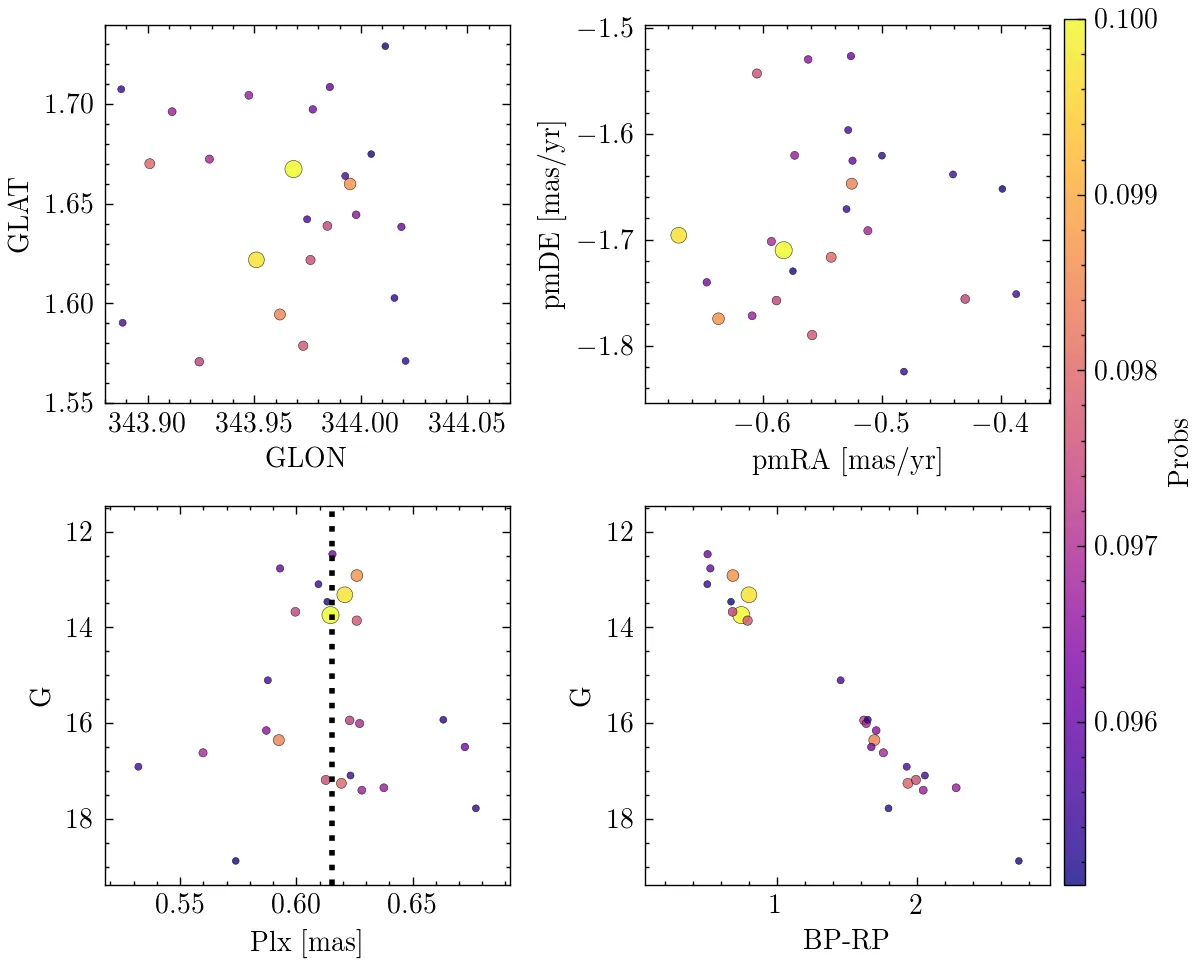 1.70
1.65
1.60
1.55
GLAT
343.90 343.95 344.00 344.05
GLON
−1.5
−1.6
−1.7
−1.8
pmDE [mas/yr]
−0.6 −0.5 −0.4
pmRA [mas/yr]
0.100
0.099
0.098
0.097
0.096
Probs
12
14
16
18
G
0.55 0.60 0.65
Plx [mas]
12
14
16
18
G
1 2
BP-RP